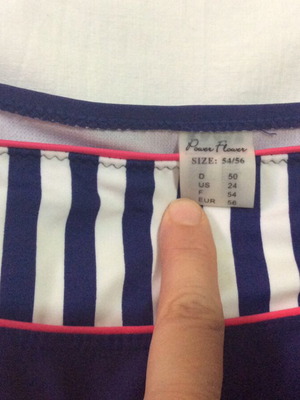 Power Flower
SIZE: 54/56
D 50
US 24
F 54
EUR 56